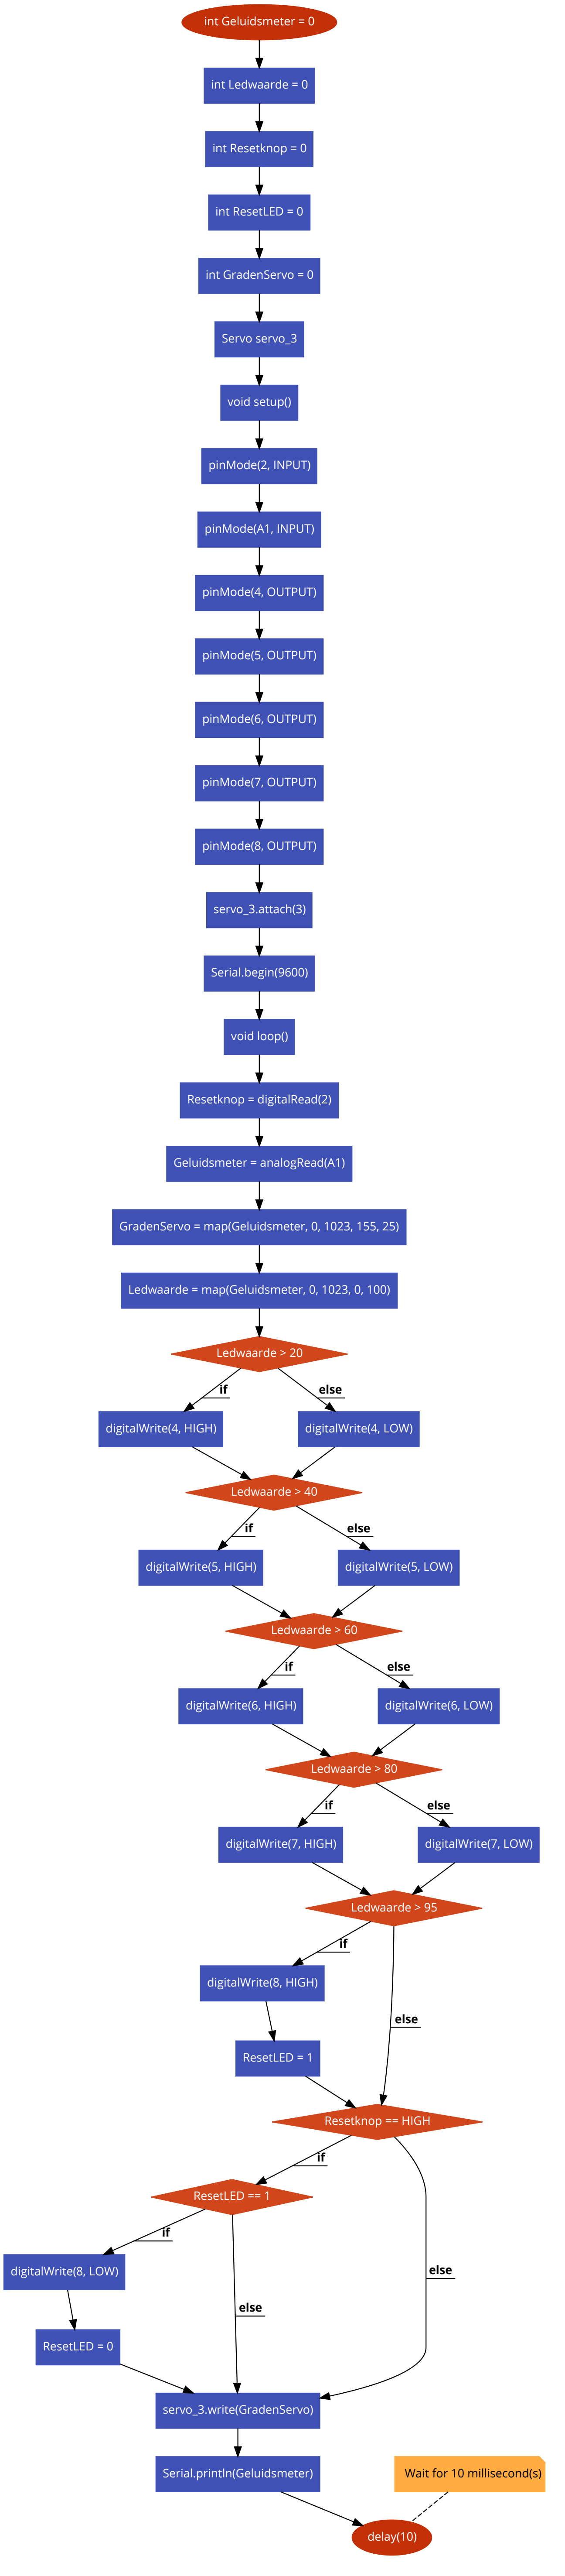 int Geluidsmeter = 0
int Ledwaarde = 0
int Resetknop = 0
int ResetLED = 0
int GradenServo = 0
Servo servo_3
void setup()
pinMode(2, INPUT)
pinMode(A1, INPUT)
pinMode(4, OUTPUT)
pinMode(5, OUTPUT)
pinMode(6, OUTPUT)
pinMode(7, OUTPUT)
pinMode(8, OUTPUT)
servo_3.attach(3)
Serial.begin(9600)
void loop()
Resetknop = digitalRead(2)
Geluidsmeter = analogRead(A1)
GradenServo = map(Geluidsmeter, 0, 1023, 155, 25)
Ledwaarde = map(Geluidsmeter, 0, 1023, 0, 100)
Ledwaarde > 20
if
else
digitalWrite(4, HIGH)
digitalWrite(4, LOW)
Ledwaarde > 40
if
else
digitalWrite(5, HIGH)
digitalWrite(5, LOW)
Ledwaarde > 60
if
else
digitalWrite(6, HIGH)
digitalWrite(6, LOW)
Ledwaarde > 80
if
else
digitalWrite(7, HIGH)
digitalWrite(7, LOW)
Ledwaarde > 95
if
digitalWrite(8, HIGH)
else
ResetLED = 1
Resetknop == HIGH
if
ResetLED == 1
if
digitalWrite(8, LOW)
else
else
ResetLED = 0
servo_3.write(GradenServo)
Serial.println(Geluidsmeter)
Wait for 10 millisecond(s)
delay(10)